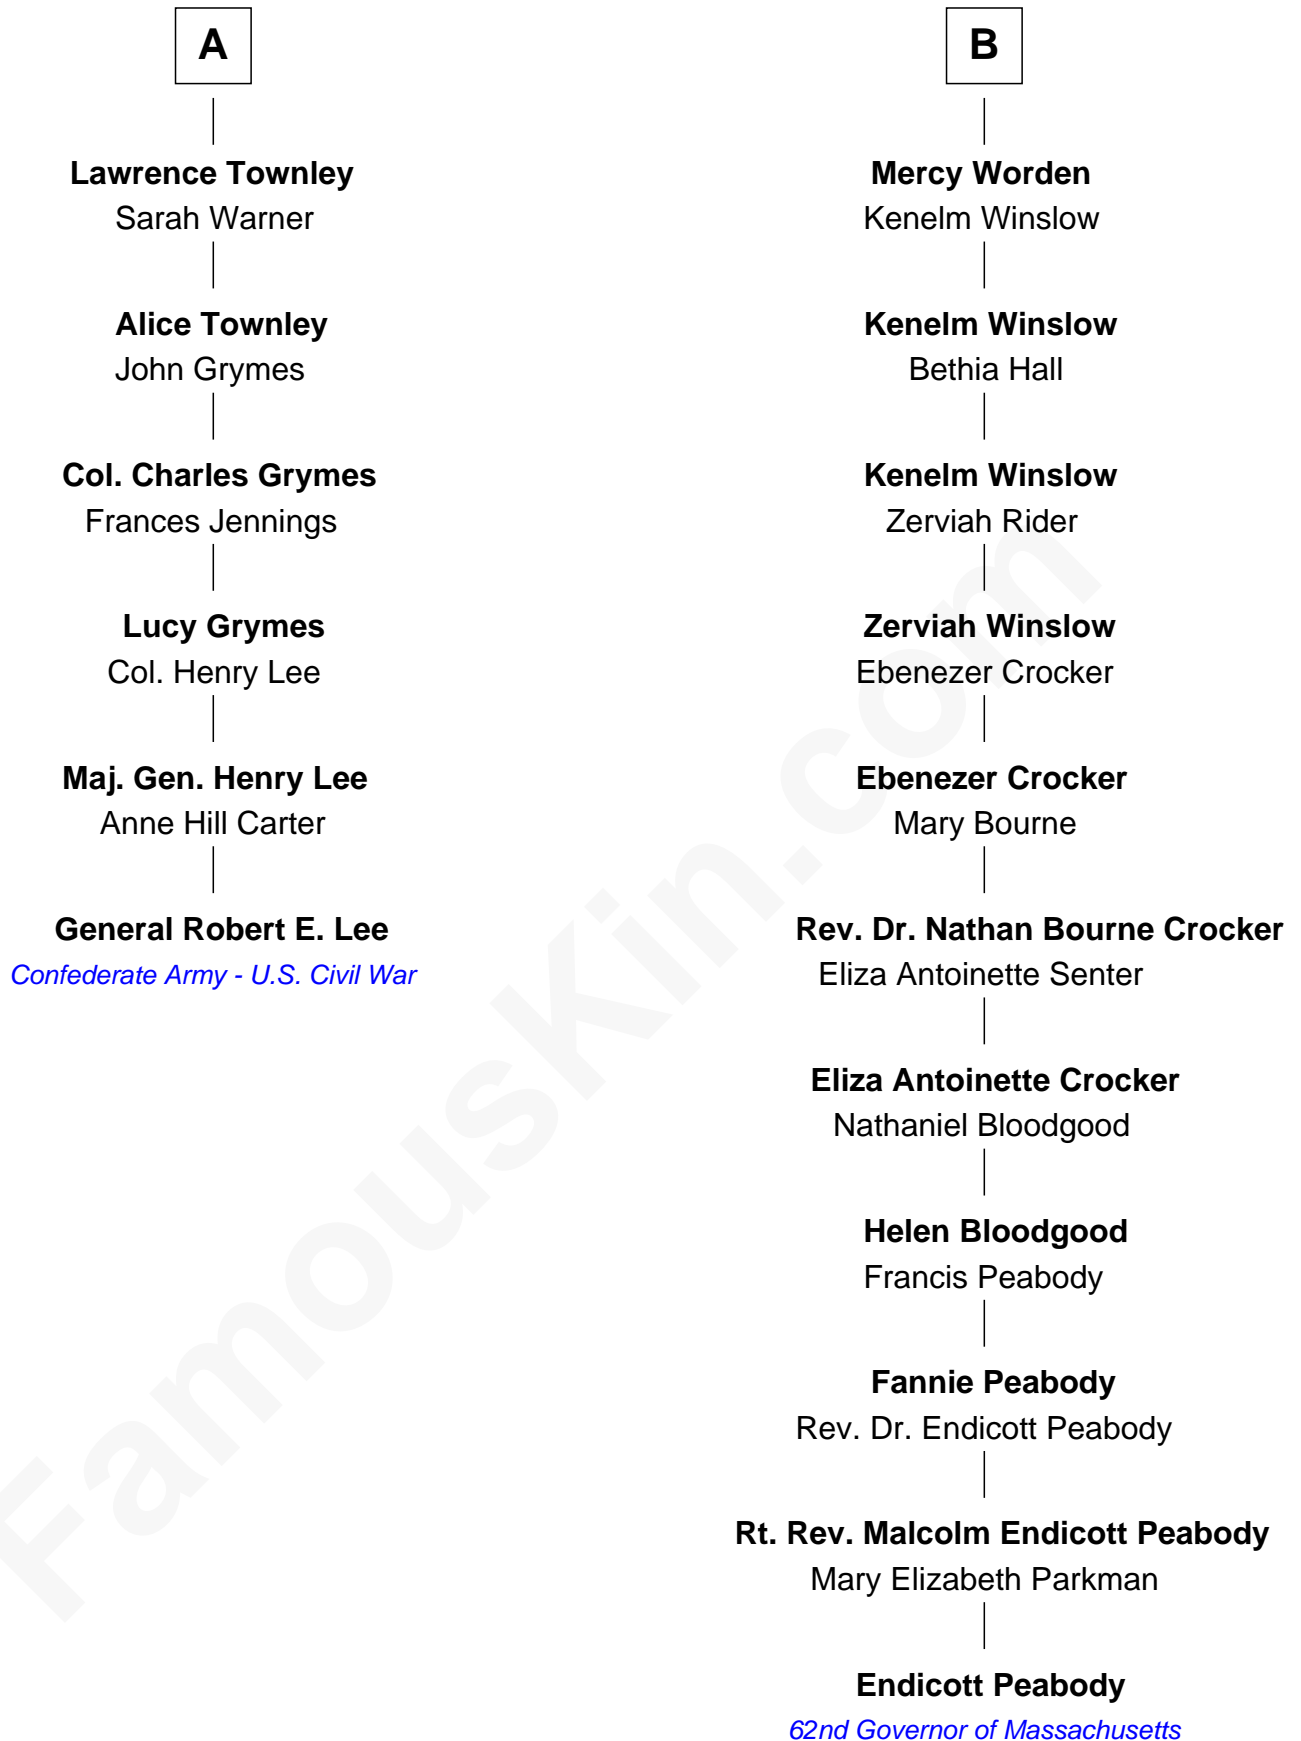 A
Lawrence Townley
Sarah Warner
Alice Townley
John Grymes
Col. Charles Grymes
Frances Jennings
Lucy Grymes
Col. Henry Lee
Maj. Gen. Henry Lee
Anne Hill Carter
General Robert E. Lee
Confederate Army - U.S. Civil War
B
Mercy Worden
Kenelm Winslow
Kenelm Winslow
Bethia Hall
Kenelm Winslow
Zerviah Rider
Zerviah Winslow
Ebenezer Crocker
Ebenezer Crocker
Mary Bourne
Rev. Dr. Nathan Bourne Crocker
Eliza Antoinette Senter
Eliza Antoinette Crocker
Nathaniel Bloodgood
Helen Bloodgood
Francis Peabody
Fannie Peabody
Rev. Dr. Endicott Peabody
Rt. Rev. Malcolm Endicott Peabody
Mary Elizabeth Parkman
Endicott Peabody
62nd Governor of Massachusetts
FamousKin.com